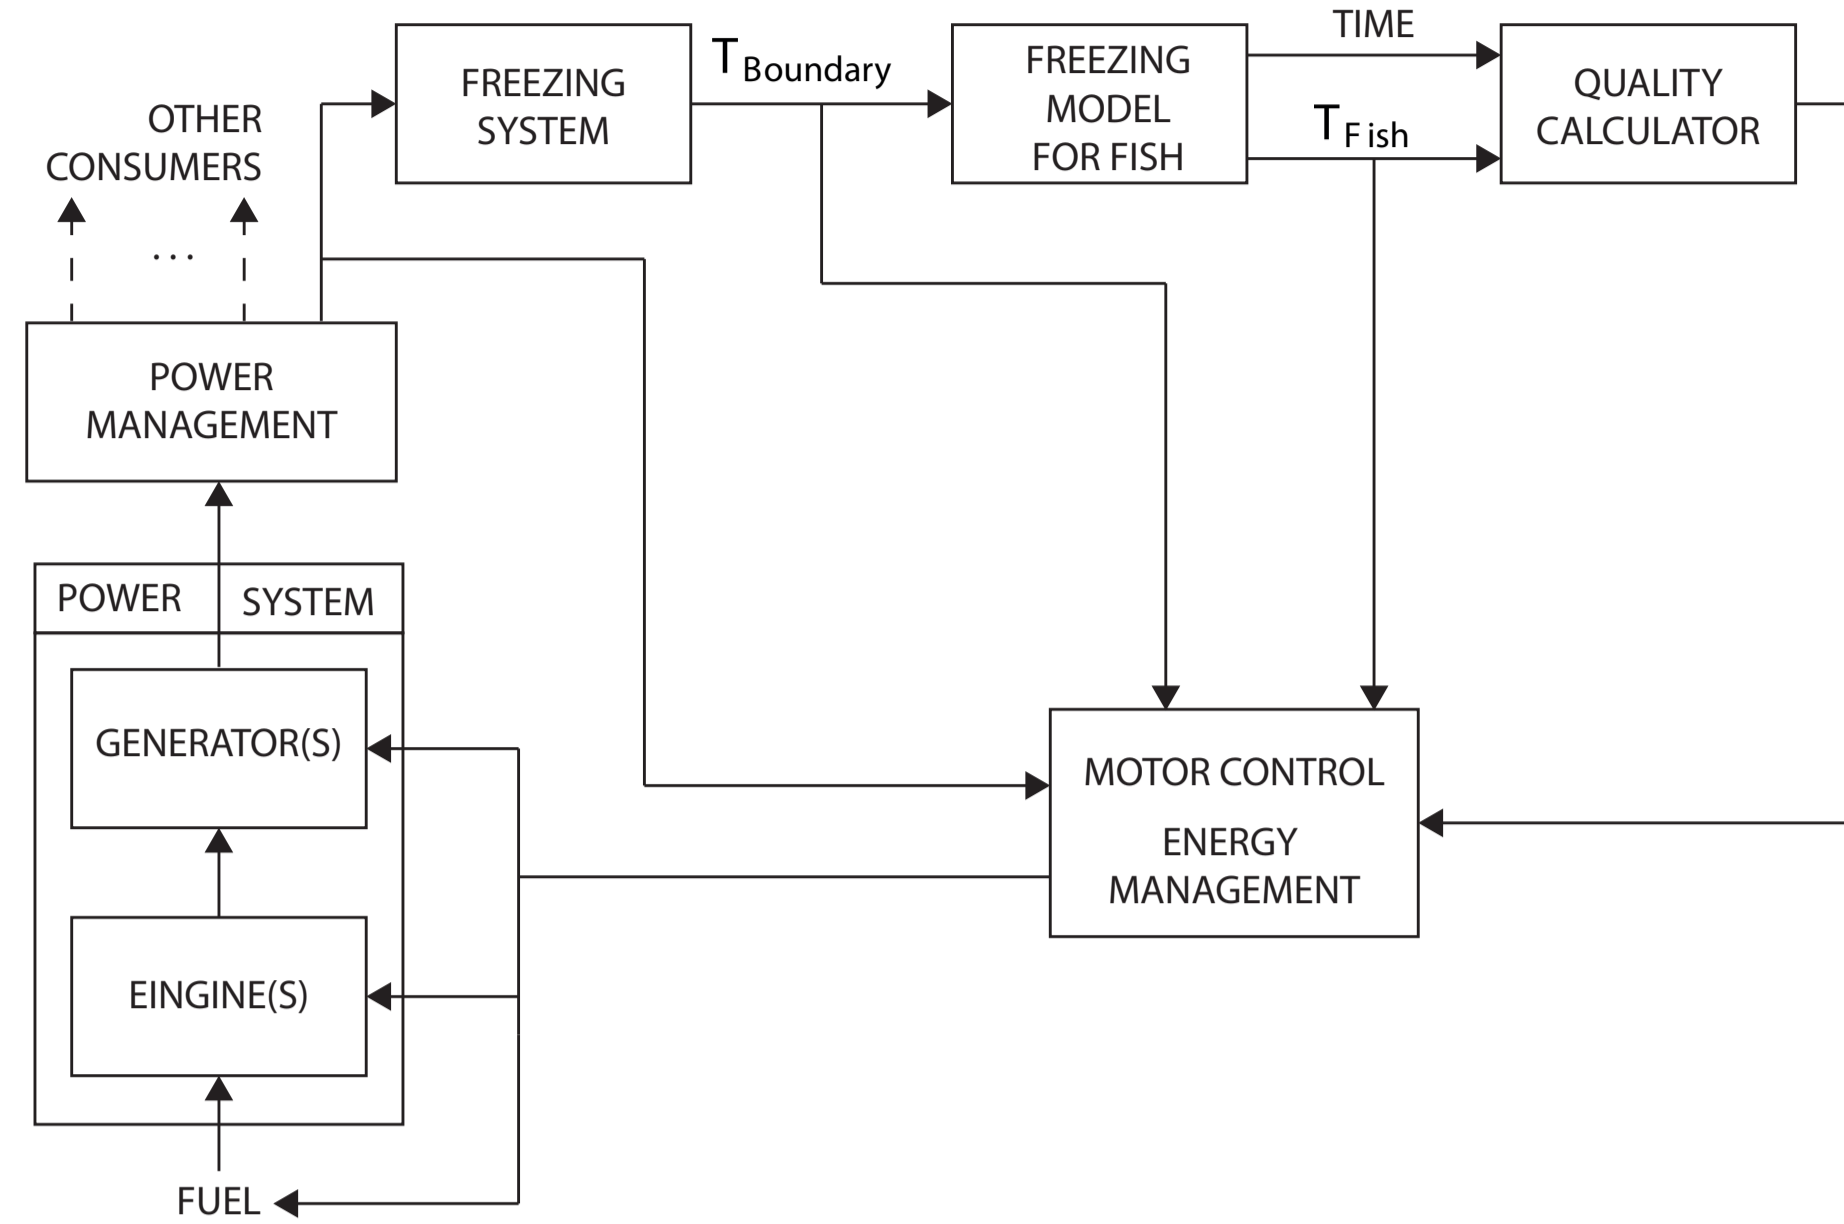 TIME
FREEZING
SYSTEM
T Boundary
FREEZING
MODEL
FOR FISH
T Fish
QUALITY
CALCULATOR
OTHER
CONSUMERS
...
POWER
MANAGEMENT
POWER SYSTEM
GENERATOR(S)
MOTOR CONTROL
ENERGY
MANAGEMENT
EINGINE(S)
FUEL